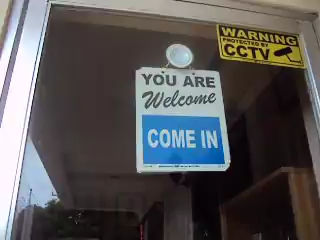 WARNING
PROTECTED BY
CCTV
YOU ARE
Welcome
COME IN